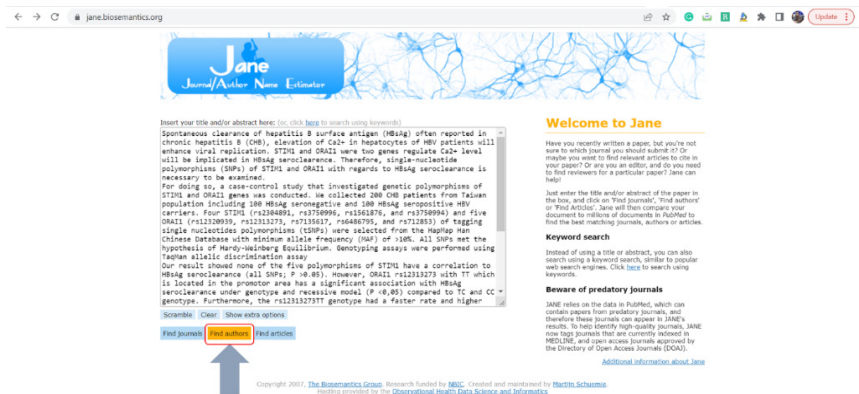 jane.biosemantics.org
Update
Jane
Journal/Author Name Estimator
Insert your title and/or abstract here: (or, click here to search using keywords)
Spontaneous clearance of hepatitis B surface antigen (HBsAg) often reported in
chronic hepatitis B (CHB), elevation of Ca2+ in hepatocytes of HBV patients will
enhance viral replication. STIM1 and ORAI1 were two genes regulate Ca2+ level
will be implicated in HBsAg seroclearance. Therefore, single-nucleotide
polymorphisms (SNPs) of STIM1 and ORAI1 with regards to HBsAg seroclearance is
necessary to be examined.
For doing so, a case-control study that investigated genetic polymorphisms of
STIM1 and ORAI1 genes was conducted. We collected 200 CHB patients from Taiwan
population including 100 HBsAg seronegative and 100 HBsAg seropositive HBV
carriers. Four STIM1 (rs2304891, rs3750996, rs1561876, and rs3750994) and five
ORAI1 (rs12320939, rs12313273, rs7135617, rs6486795, and rs712853) of tagging
single nucleotides polymorphisms (tSNPs) were selected from the HapMap Han
Chinese Database with minimum allele frequency (MAF) of >10%. All SNPs met the
hypothesis of Hardy-Weinberg Equilibrium. Genotyping assays were performed using
TaqMan allelic discrimination assay
Our result showed none of the five polymorphisms of STIM1 have a correlation to
HBsAg seroclearance (all SNPs; P >0.05). However, ORAI1 rs12313273 with TT which
is located in the promotor area has a significant association with HBsAg
seroclearance under genotype and recessive model (P <0,05) compared to TC and CC
genotype. Furthermore, the rs12313273TT genotype had a faster rate and higher
Scramble Clear Show extra options
Find journals Find authors Find articles
Welcome to Jane
Have you recently written a paper, but you're not
sure to which journal you should submit it? Or
maybe you want to find relevant articles to cite in
your paper? Or are you an editor, and do you need
to find reviewers for a particular paper? Jane can
help!
Just enter the title and/or abstract of the paper in
the box, and click on 'Find journals', 'Find authors'
or 'Find Articles'. Jane will then compare your
document to millions of documents in PubMed to
find the best matching journals, authors or articles.
Keyword search
Instead of using a title or abstract, you can also
search using a keyword search, similar to popular
web search engines. Click here to search using
keywords.
Beware of predatory journals
JANE relies on the data in PubMed, which can
contain papers from predatory journals, and
therefore these journals can appear in JANE's
results. To help identify high-quality journals, JANE
now tags journals that are currently indexed in
MEDLINE, and open access journals approved by
the Directory of Open Access Journals (DOAJ).
Additional information about Jane
Copyright 2007, The Biosemantics Group. Research funded by NBIC. Created and maintained by Martijn Schuemie.
Hosting provided by the Observational Health Data Science and Informatics